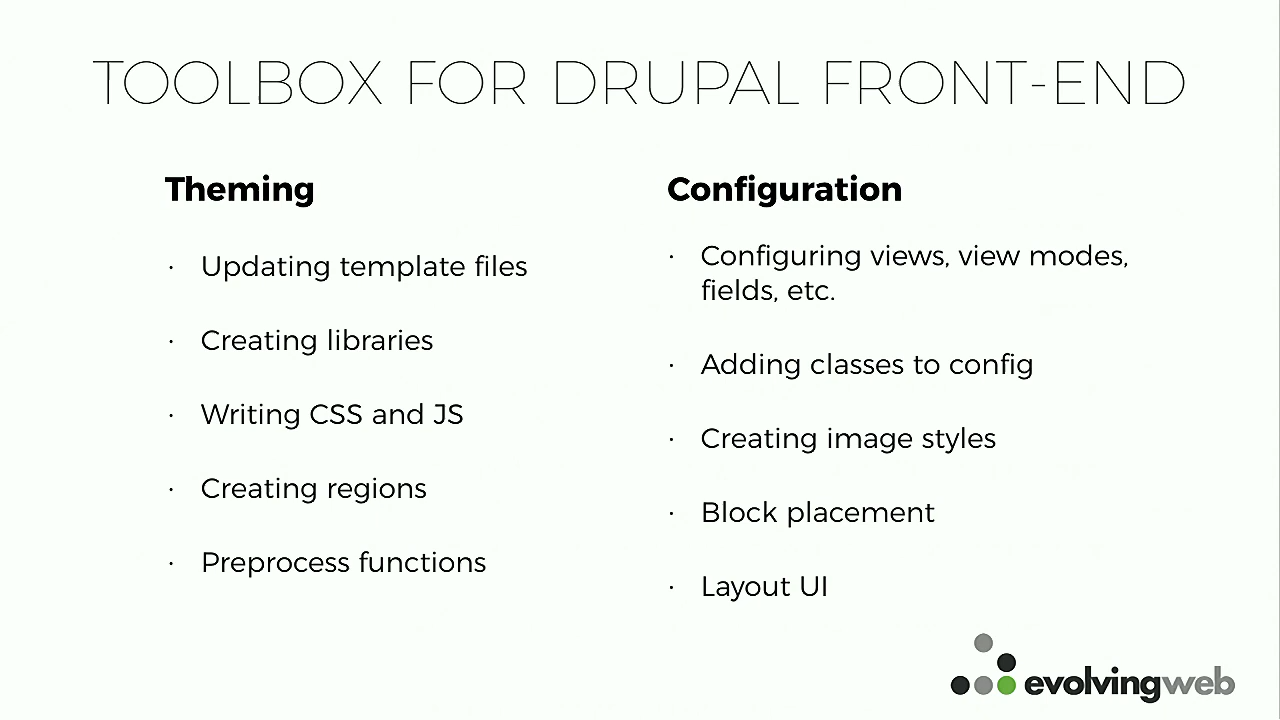 TOOLBOX FOR DRUPAL FRONT-END
Theming
· Updating template files
· Creating libraries
· Writing CSS and JS
· Creating regions
· Preprocess functions
Configuration
· Configuring views, view modes,
fields, etc.
· Adding classes to config
· Creating image styles
· Block placement
· Layout UI
evolvingweb